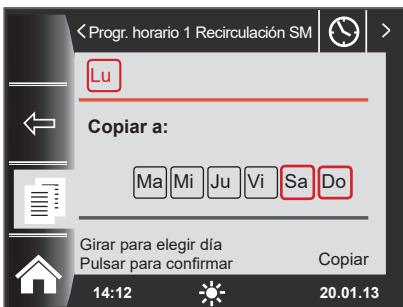 Progr. horario 1 Recirculación SM
Lu
Copiar a:
Ma Mi Ju Vi Sa Do
Girar para elegir día
Pulsar para confirmar Copiar
14:12 20.01.13